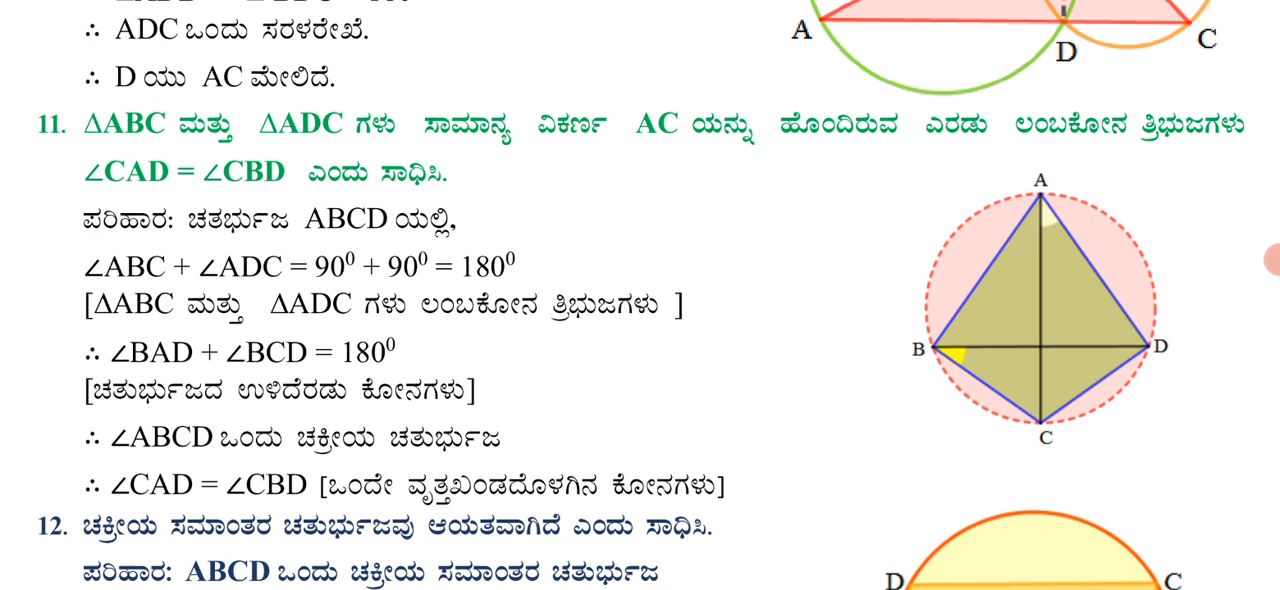 ∴ ADC ಒಂದು ಸರಳರೇಖೆ.
∴ D ಯು AC ಮೇಲಿದೆ.
A
D
C
11. ΔABC ಮತ್ತು ΔADC ಗಳು ಸಾಮಾನ್ಯ ವಿಕರ್ಣ AC ಯನ್ನು ಹೊಂದಿರುವ ಎರಡು ಲಂಬಕೋನ ತ್ರಿಭುಜಗಳು
∠CAD = ∠CBD ಎಂದು ಸಾಧಿಸಿ.
ಪರಿಹಾರ: ಚತರ್ಭುಜ ABCD ಯಲ್ಲಿ,
∠ABC + ∠ADC = 90⁰ + 90⁰ = 180⁰
[ΔABC ಮತ್ತು ΔADC ಗಳು ಲಂಬಕೋನ ತ್ರಿಭುಜಗಳು ]
∴ ∠BAD + ∠BCD = 180⁰
[ಚತುರ್ಭುಜದ ಉಳಿದೆರಡು ಕೋನಗಳು]
∴ ∠ABCD ಒಂದು ಚಕ್ರೀಯ ಚತುರ್ಭುಜ
∴ ∠CAD = ∠CBD [ಒಂದೇ ವೃತ್ತಖಂಡದೊಳಗಿನ ಕೋನಗಳು]
A
B
D
C
12. ಚಕ್ರೀಯ ಸಮಾಂತರ ಚತುರ್ಭುಜವು ಆಯತವಾಗಿದೆ ಎಂದು ಸಾಧಿಸಿ.
ಪರಿಹಾರ: ABCD ಒಂದು ಚಕ್ರೀಯ ಸಮಾಂತರ ಚತುರ್ಭುಜ
D
C